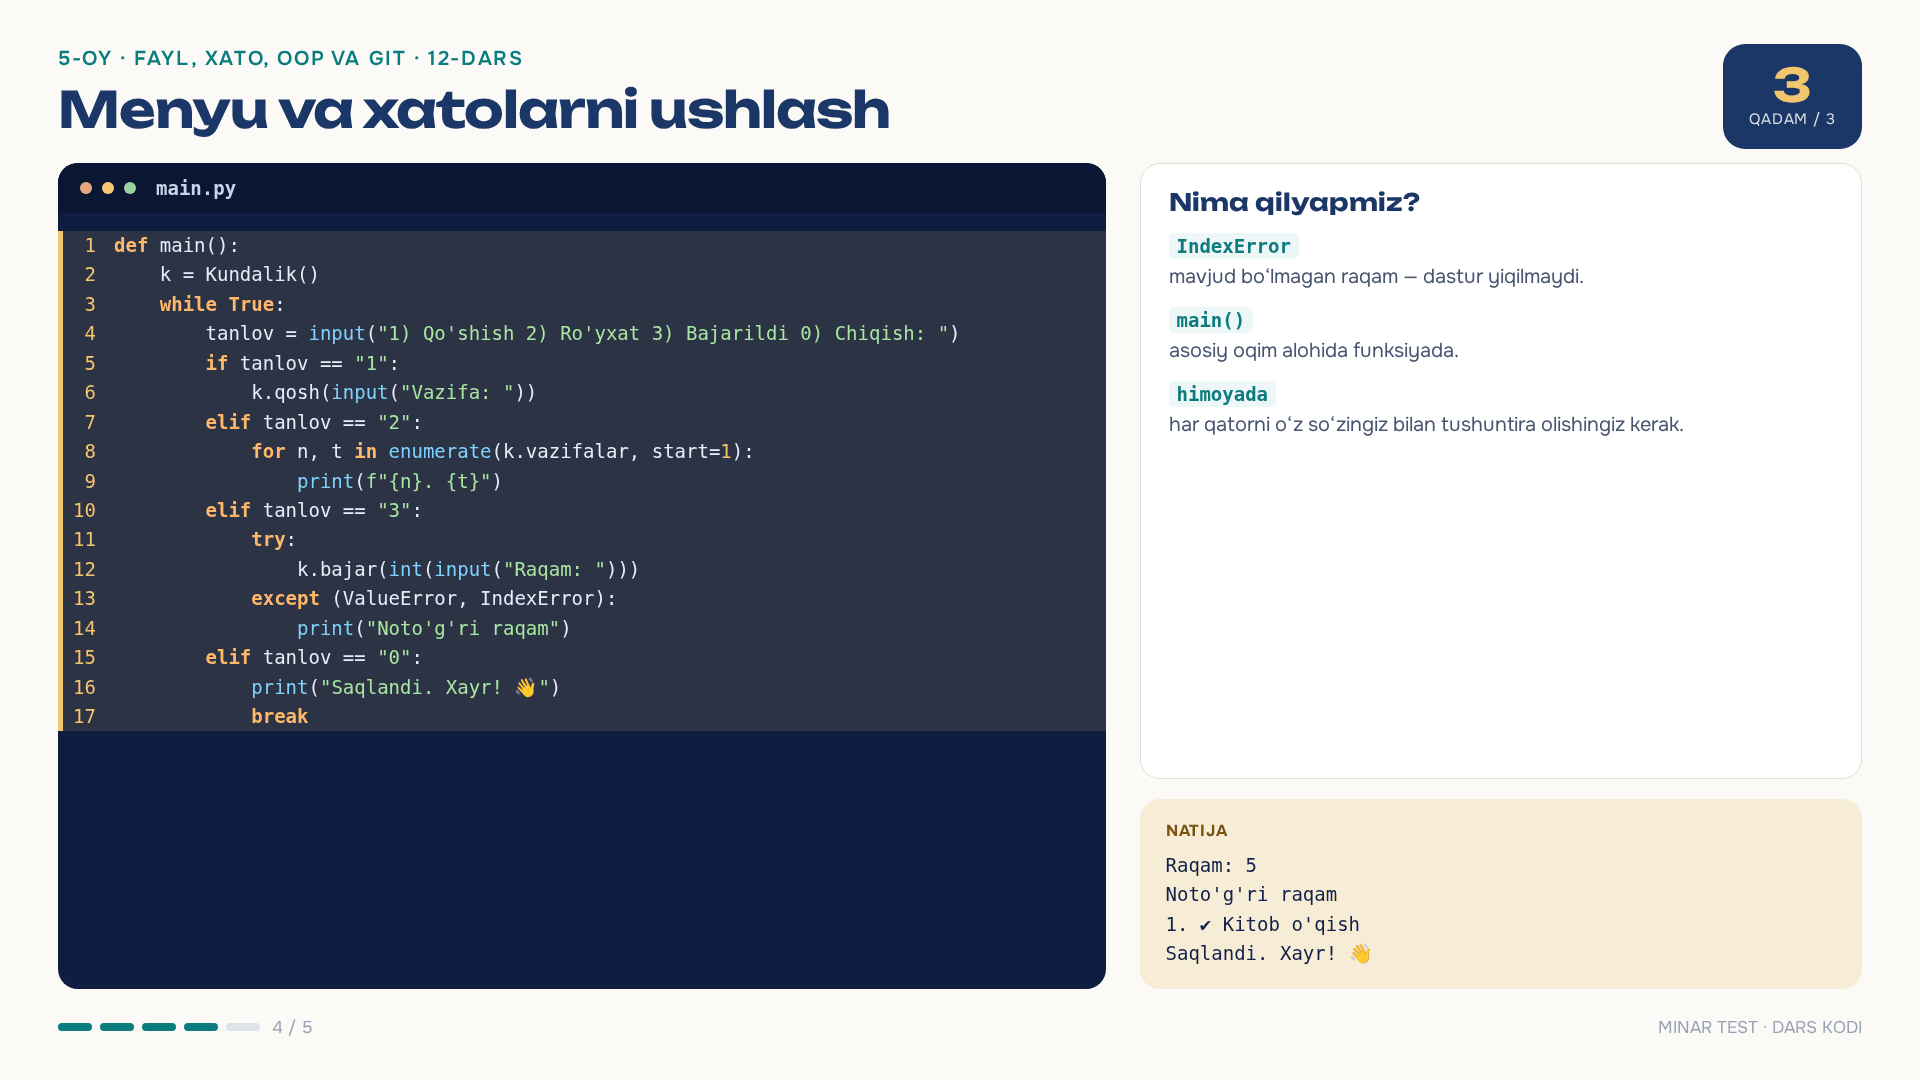 5-OY · FAYL, XATO, OOP VA GIT · 12-DARS
Menyu va xatolarni ushlash
3
QADAM / 3
main.py
1 def main():
2     k = Kundalik()
3     while True:
4         tanlov = input("1) Qo'shish 2) Ro'yxat 3) Bajarildi 0) Chiqish: ")
5         if tanlov == "1":
6             k.qosh(input("Vazifa: "))
7         elif tanlov == "2":
8             for n, t in enumerate(k.vazifalar, start=1):
9                 print(f"{n}. {t}")
10         elif tanlov == "3":
11             try:
12                 k.bajar(int(input("Raqam: ")))
13             except (ValueError, IndexError):
14                 print("Noto'g'ri raqam")
15         elif tanlov == "0":
16             print("Saqlandi. Xayr! 👋")
17             break
Nima qilyapmiz?
IndexError
mavjud bo‘lmagan raqam — dastur yiqilmaydi.
main()
asosiy oqim alohida funksiyada.
himoyada
har qatorni o‘z so‘zingiz bilan tushuntira olishingiz kerak.
NATIJA
Raqam: 5
Noto'g'ri raqam
1. ✔ Kitob o'qish
Saqlandi. Xayr! 👋
4 / 5
MINAR TEST · DARS KODI